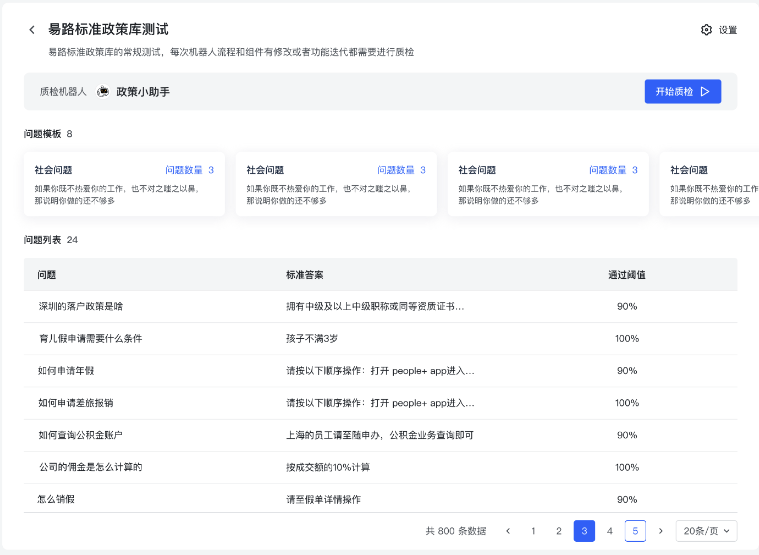 易路标准政策库测试
设置
易路标准政策库的常规测试，每次机器人流程和组件有修改或者功能迭代都需要进行质检
质检机器人 政策小助手 开始质检
问题模板 8
社会问题 问题数量 3
如果你既不热爱你的工作，也不对之嗤之以鼻，
那说明你做的还不够多
社会问题 问题数量 3
如果你既不热爱你的工作，也不对之嗤之以鼻，
那说明你做的还不够多
社会问题 问题数量 3
如果你既不热爱你的工作，也不对之嗤之以鼻，
那说明你做的还不够多
社会问题
如果你既不热爱你的工作
那说明你做的还不够多
问题列表 24
问题 标准答案 通过阈值
深圳的落户政策是啥 拥有中级及以上中级职称或同等资质证书... 90%
育儿假申请需要什么条件 孩子不满3岁 100%
如何申请年假 请按以下顺序操作：打开 people+ app进入... 90%
如何申请差旅报销 请按以下顺序操作：打开 people+ app进入... 100%
如何查询公积金账户 上海的员工请至随申办，公积金业务查询即可 90%
公司的佣金是怎么计算的 按成交额的10%计算 100%
怎么销假 请至假单详情操作 90%
共 800 条数据 1 2 3 4 5 20条/页